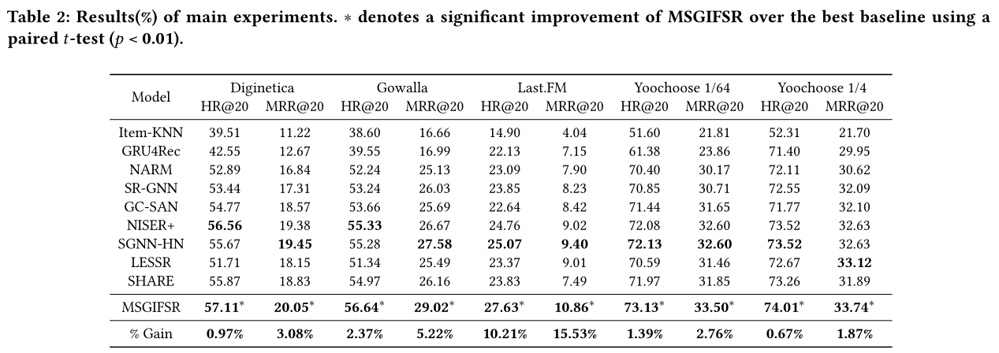 Table 2: Results(%) of main experiments. * denotes a significant improvement of MSGIFSR over the best baseline using a
paired t-test (p < 0.01).
Model Diginetica Gowalla Last.FM Yoochoose 1/64 Yoochoose 1/4
HR@20 MRR@20 HR@20 MRR@20 HR@20 MRR@20 HR@20 MRR@20 HR@20 MRR@20
Item-KNN 39.51 11.22 38.60 16.66 14.90 4.04 51.60 21.81 52.31 21.70
GRU4Rec 42.55 12.67 39.55 16.99 22.13 7.15 61.38 23.86 71.40 29.95
NARM 52.89 16.84 52.24 25.13 23.09 7.90 70.40 30.17 72.11 30.62
SR-GNN 53.44 17.31 53.24 26.03 23.85 8.23 70.85 30.71 72.55 32.09
GC-SAN 54.77 18.57 53.66 25.69 22.64 8.42 71.44 31.65 71.77 32.10
NISER+ 56.56 19.38 55.33 26.67 24.76 9.02 72.08 32.60 73.52 32.63
SGNN-HN 55.67 19.45 55.28 27.58 25.07 9.40 72.13 32.60 73.52 32.63
LESSR 51.71 18.15 51.34 25.49 23.37 9.01 70.59 31.46 72.67 33.12
SHARE 55.87 18.83 54.97 26.16 23.83 7.49 71.97 31.85 73.26 31.89
MSGIFSR 57.11* 20.05* 56.64* 29.02* 27.63* 10.86* 73.13* 33.50* 74.01* 33.74*
% Gain 0.97% 3.08% 2.37% 5.22% 10.21% 15.53% 1.39% 2.76% 0.67% 1.87%